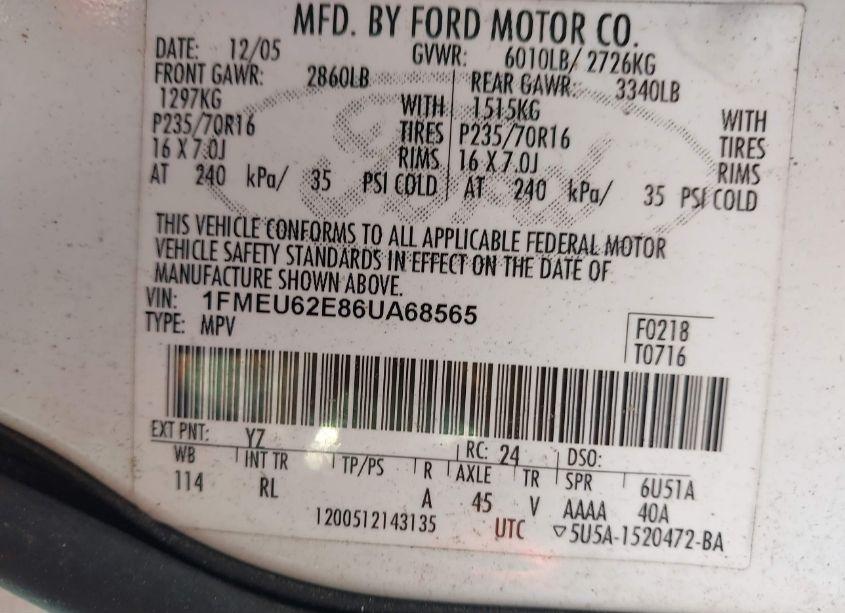 MFD. BY FORD MOTOR CO.
DATE: 12/05 GVWR: 6010LB/ 2726KG
FRONT GAWR: 2860LB REAR GAWR: 3340LB
1297KG WITH 1515KG WITH
P235/70R16 TIRES P235/70R16 TIRES
16 X 7.0J RIMS 16 X 7.0J RIMS
AT 240 kPa/ 35 PSI COLD AT 240 kPa/ 35 PSI COLD
THIS VEHICLE CONFORMS TO ALL APPLICABLE FEDERAL MOTOR
VEHICLE SAFETY STANDARDS IN EFFECT ON THE DATE OF
MANUFACTURE SHOWN ABOVE.
VIN: 1FMEU62E86UA68565
TYPE: MPV
F0218
T0716
EXT PNT: YZ RC: 24 DSO:
WB INT TR TP/PS R AXLE TR SPR 6U51A
114 RL A 45 V AAAA 40A
1200512143135 UTC ▽5U5A-1520472-BA